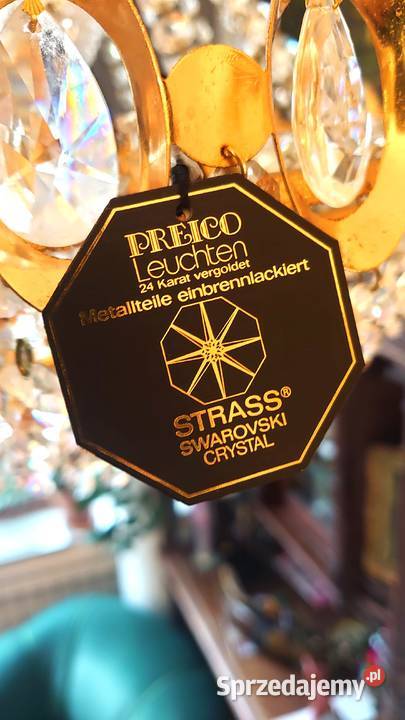 PREICO
Leuchten
24 Karat vergoldet
Metallteile einbrennlackiert
STRASS®
SWAROVSKI
CRYSTAL
Sprzedajemy.pl